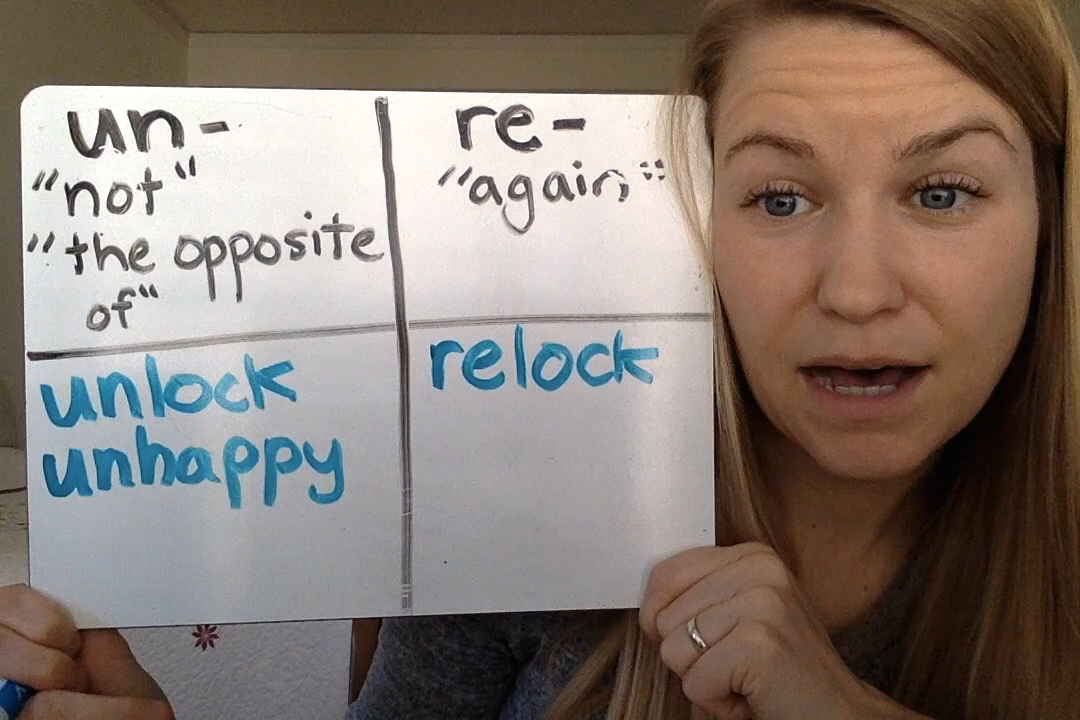 un-
"not"
"the opposite
of"
unlock
unhappy
re-
"again"
relock